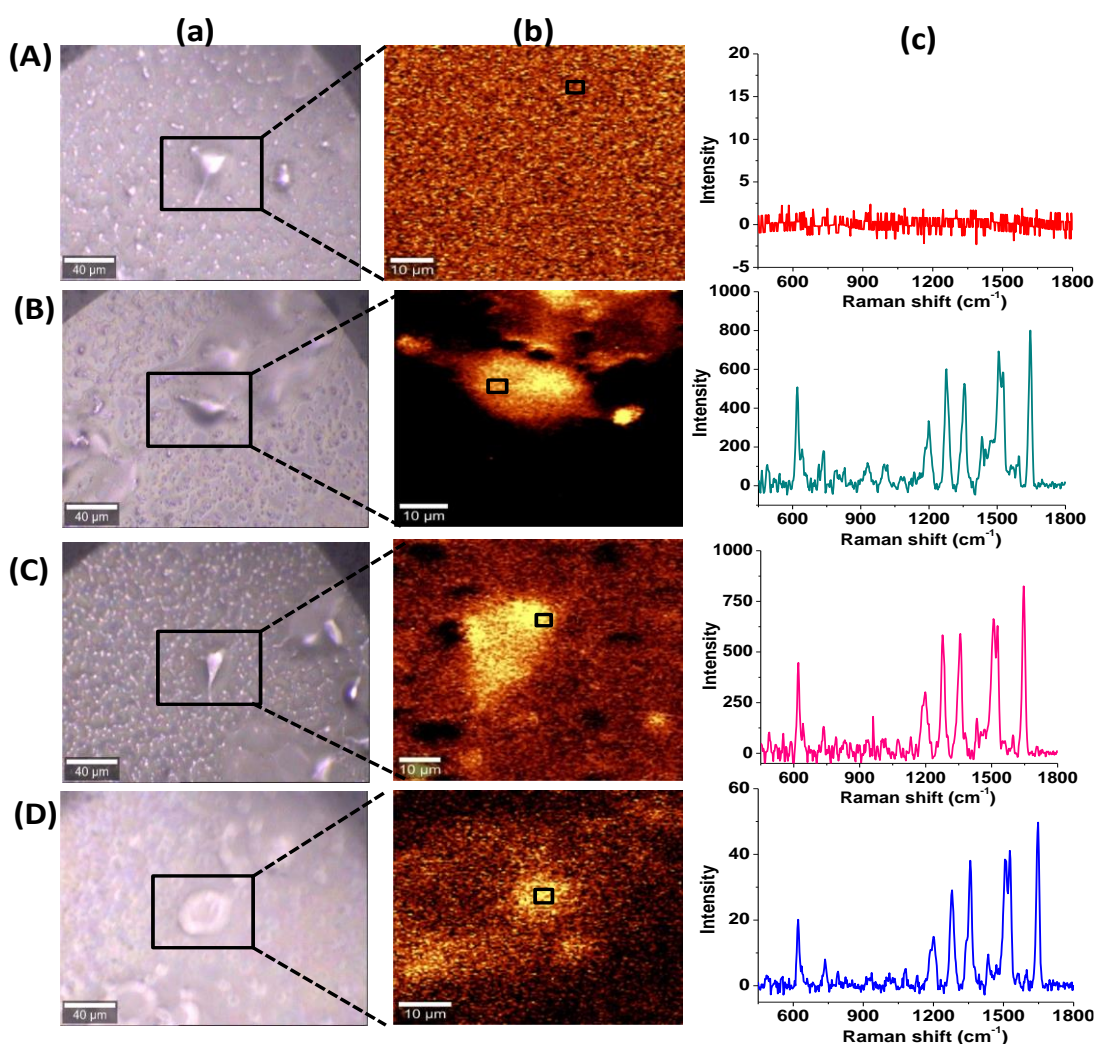 (a) (b) (c)
(A)
40 µm
10 µm
Intensity
20
15
10
5
0
-5
600 900 1200 1500 1800
Raman shift (cm-1)
(B)
40 µm
10 µm
Intensity
1000
800
600
400
200
0
600 900 1200 1500 1800
Raman shift (cm-1)
(C)
40 µm
10 µm
Intensity
1000
750
500
250
0
600 900 1200 1500 1800
Raman shift (cm-1)
(D)
40 µm
10 µm
Intensity
60
40
20
0
600 900 1200 1500 1800
Raman shift (cm-1)